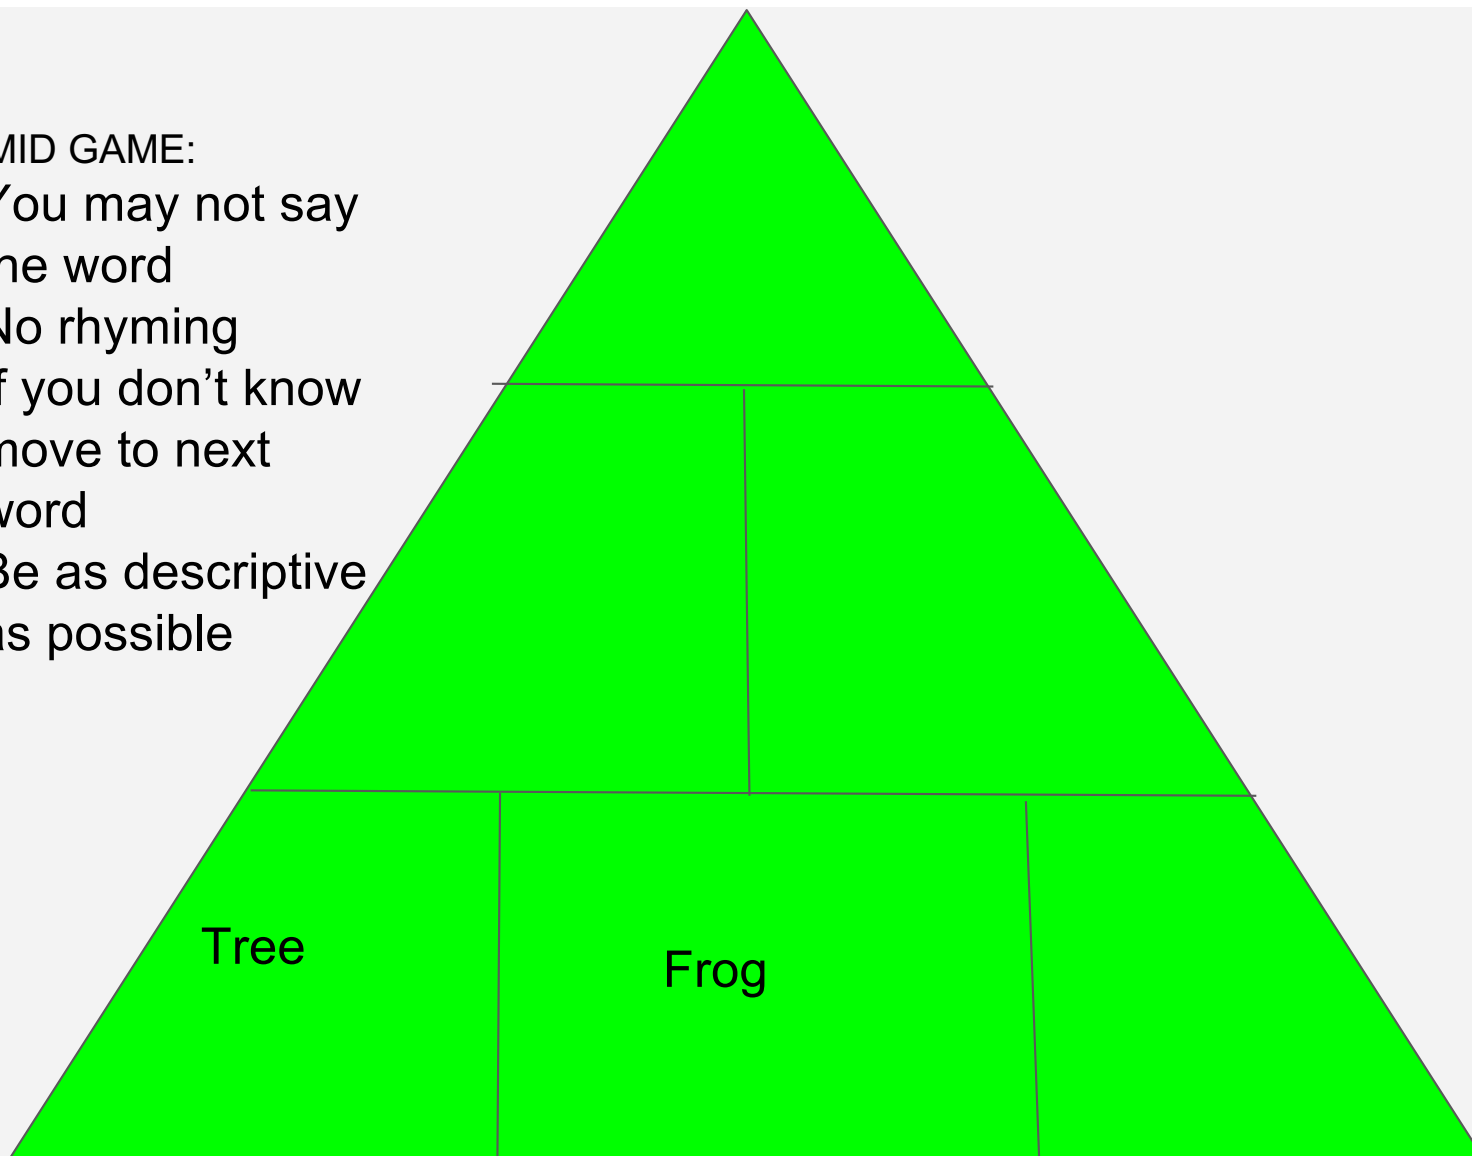 MID GAME:
You may not say
he word
No rhyming
f you don’t know
move to next
word
Be as descriptive
as possible
Tree
Frog